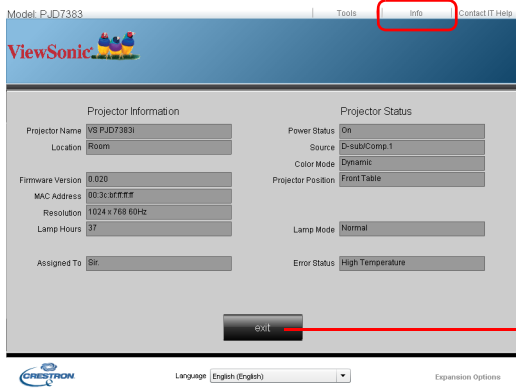 Model: PJD7383
Tools
Info
Contact IT Help
ViewSonic
Projector Information
Projector Status
Projector Name VS PJD7383i
Power Status On
Location Room
Source D-sub/Comp.1
Color Mode Dynamic
Firmware Version 0.020
Projector Position Front Table
MAC Address 00:3c:bf:ff:ff:ff
Resolution 1024 x 768 60Hz
Lamp Hours 37
Lamp Mode Normal
Assigned To Sir.
Error Status High Temperature
exit
CRESTRON
Language English (English)
Expansion Options